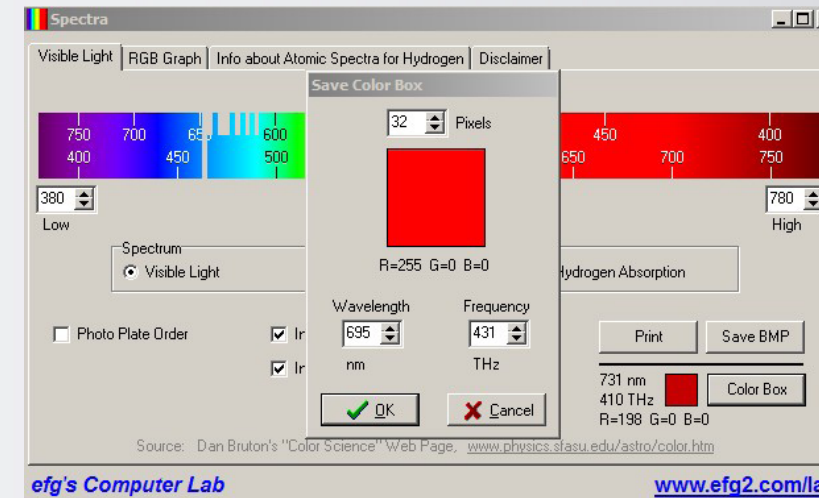 Spectra
Visible Light RGB Graph Info about Atomic Spectra for Hydrogen Disclaimer
Save Color Box
32 Pixels
750 700 600 450 400
400 450 500 650 700 750
380 780
Low High
R=255 G=0 B=0
Spectrum
Visible Light Hydrogen Absorption
Wavelength Frequency
695 431
nm THz
Photo Plate Order
Print Save BMP
731 nm
410 THz
Color Box
R=198 G=0 B=0
OK Cancel
Source: Dan Bruton's "Color Science" Web Page, www.physics.sfasu.edu/astro/color.htm
efg's Computer Lab www.efg2.com/la